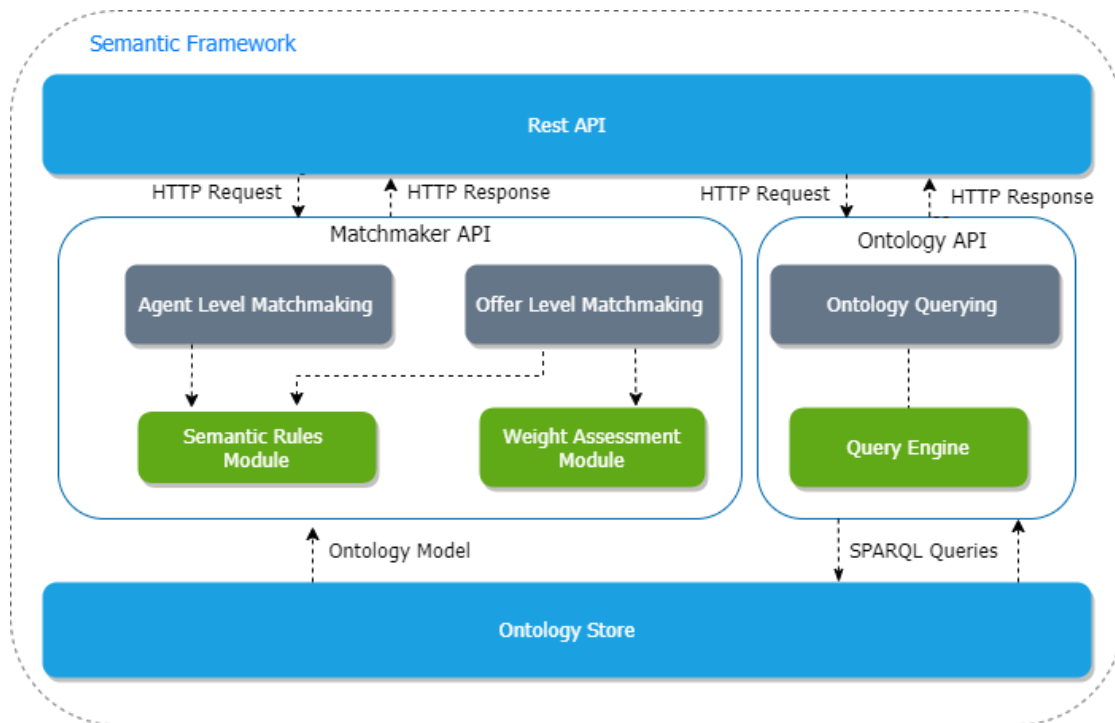 Semantic Framework
Rest API
HTTP Request
HTTP Response
HTTP Request
HTTP Response
Matchmaker API
Ontology API
Agent Level Matchmaking
Offer Level Matchmaking
Ontology Querying
Semantic Rules
Module
Weight Assessment
Module
Query Engine
Ontology Model
SPARQL Queries
Ontology Store